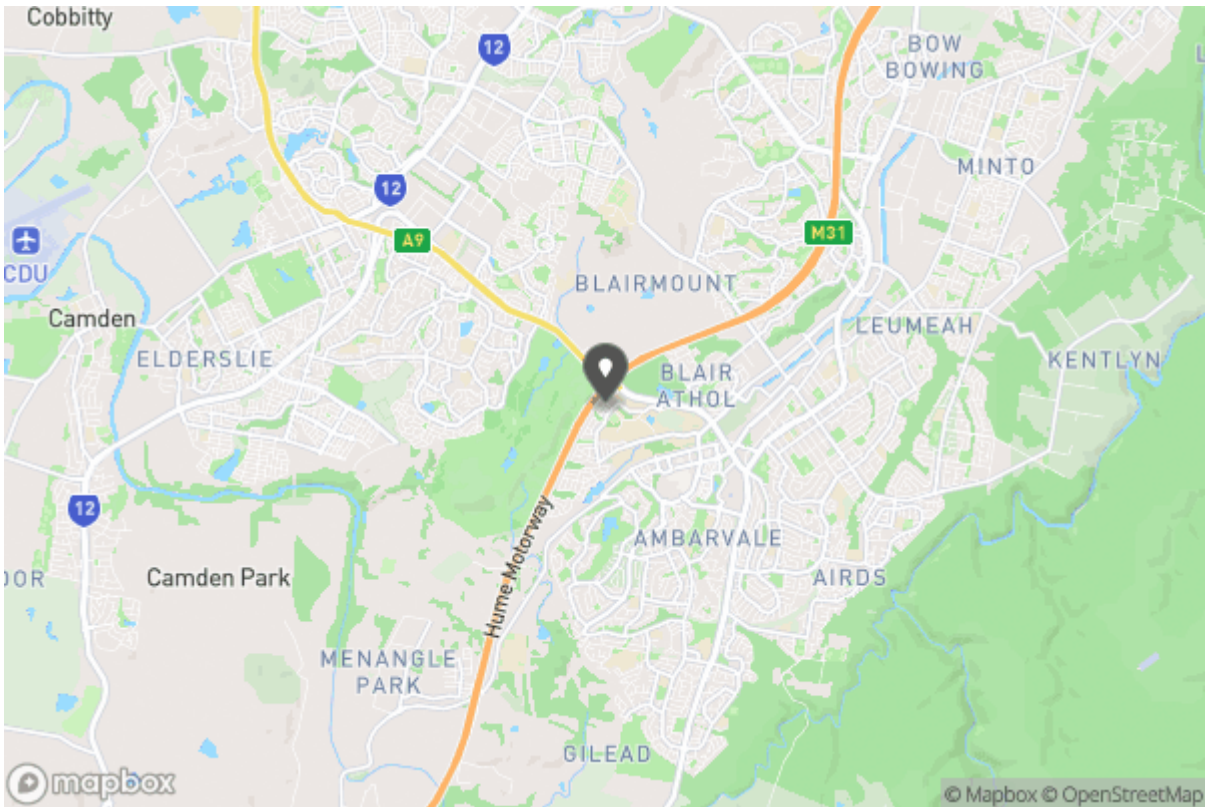 Cobbitty
12
BOW
BOWING
MINTO
12
A9
M31
CDU
BLAIRMOUNT
Camden
LEUMEAH
ELDERSLIE
KENTLYN
BLAIR
ATHOL
12
Hume Motorway
AMBARVALE
OOR
Camden Park
AIRDS
MENANGLE
PARK
GILEAD
mapbox
© Mapbox © OpenStreetMap